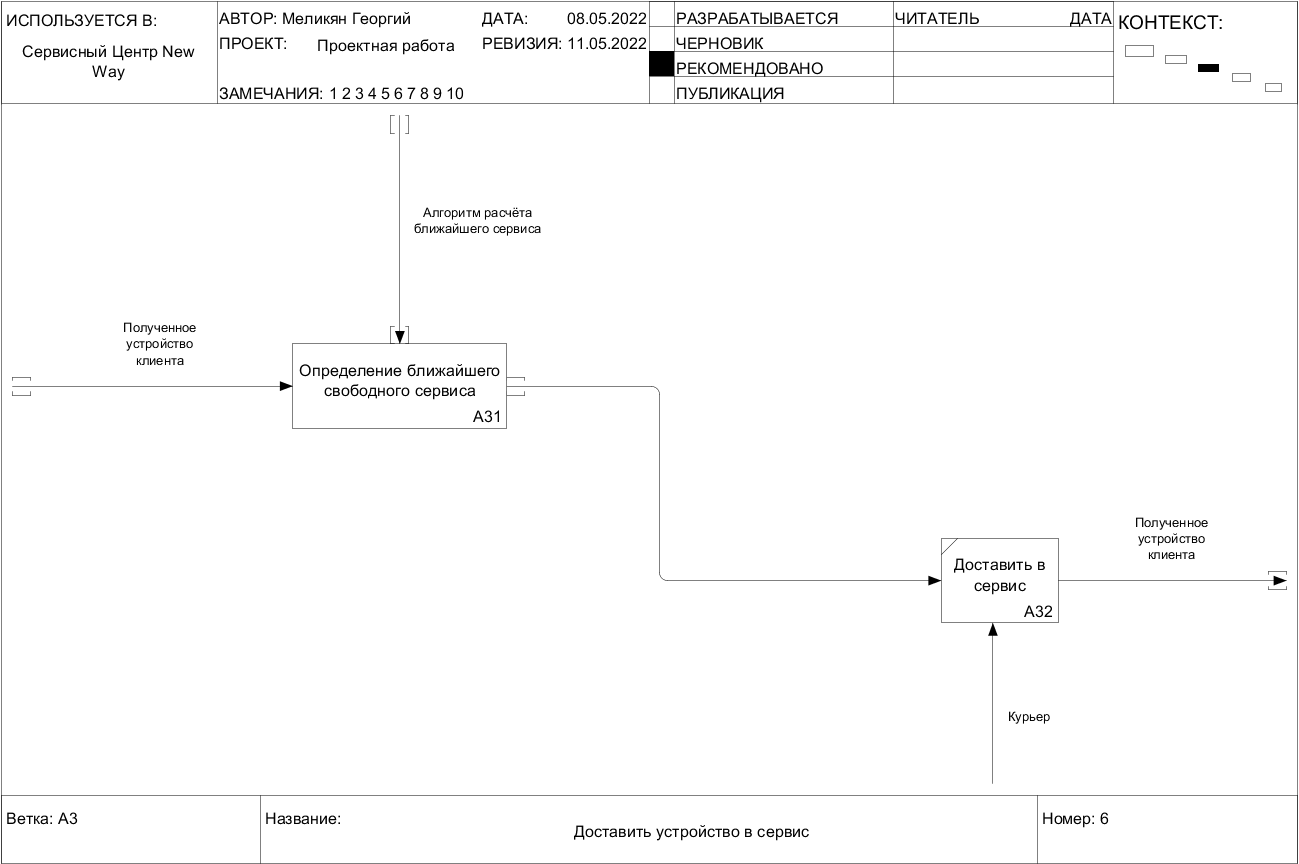 ИСПОЛЬЗУЕТСЯ В:
Сервисный Центр New
Way
АВТОР: Меликян Георгий
ДАТА: 08.05.2022
ПРОЕКТ: Проектная работа
РЕВИЗИЯ: 11.05.2022
ЗАМЕЧАНИЯ: 1 2 3 4 5 6 7 8 9 10
РАЗРАБАТЫВАЕТСЯ
ЧЕРНОВИК
РЕКОМЕНДОВАНО
ПУБЛИКАЦИЯ
ЧИТАТЕЛЬ
ДАТА
КОНТЕКСТ:
Алгоритм расчёта
ближайшего сервиса
Полученное
устройство
клиента
Определение ближайшего
свободного сервиса
A31
Полученное
устройство
клиента
Доставить в
сервис
A32
Курьер
Ветка: A3
Название:
Доставить устройство в сервис
Номер: 6